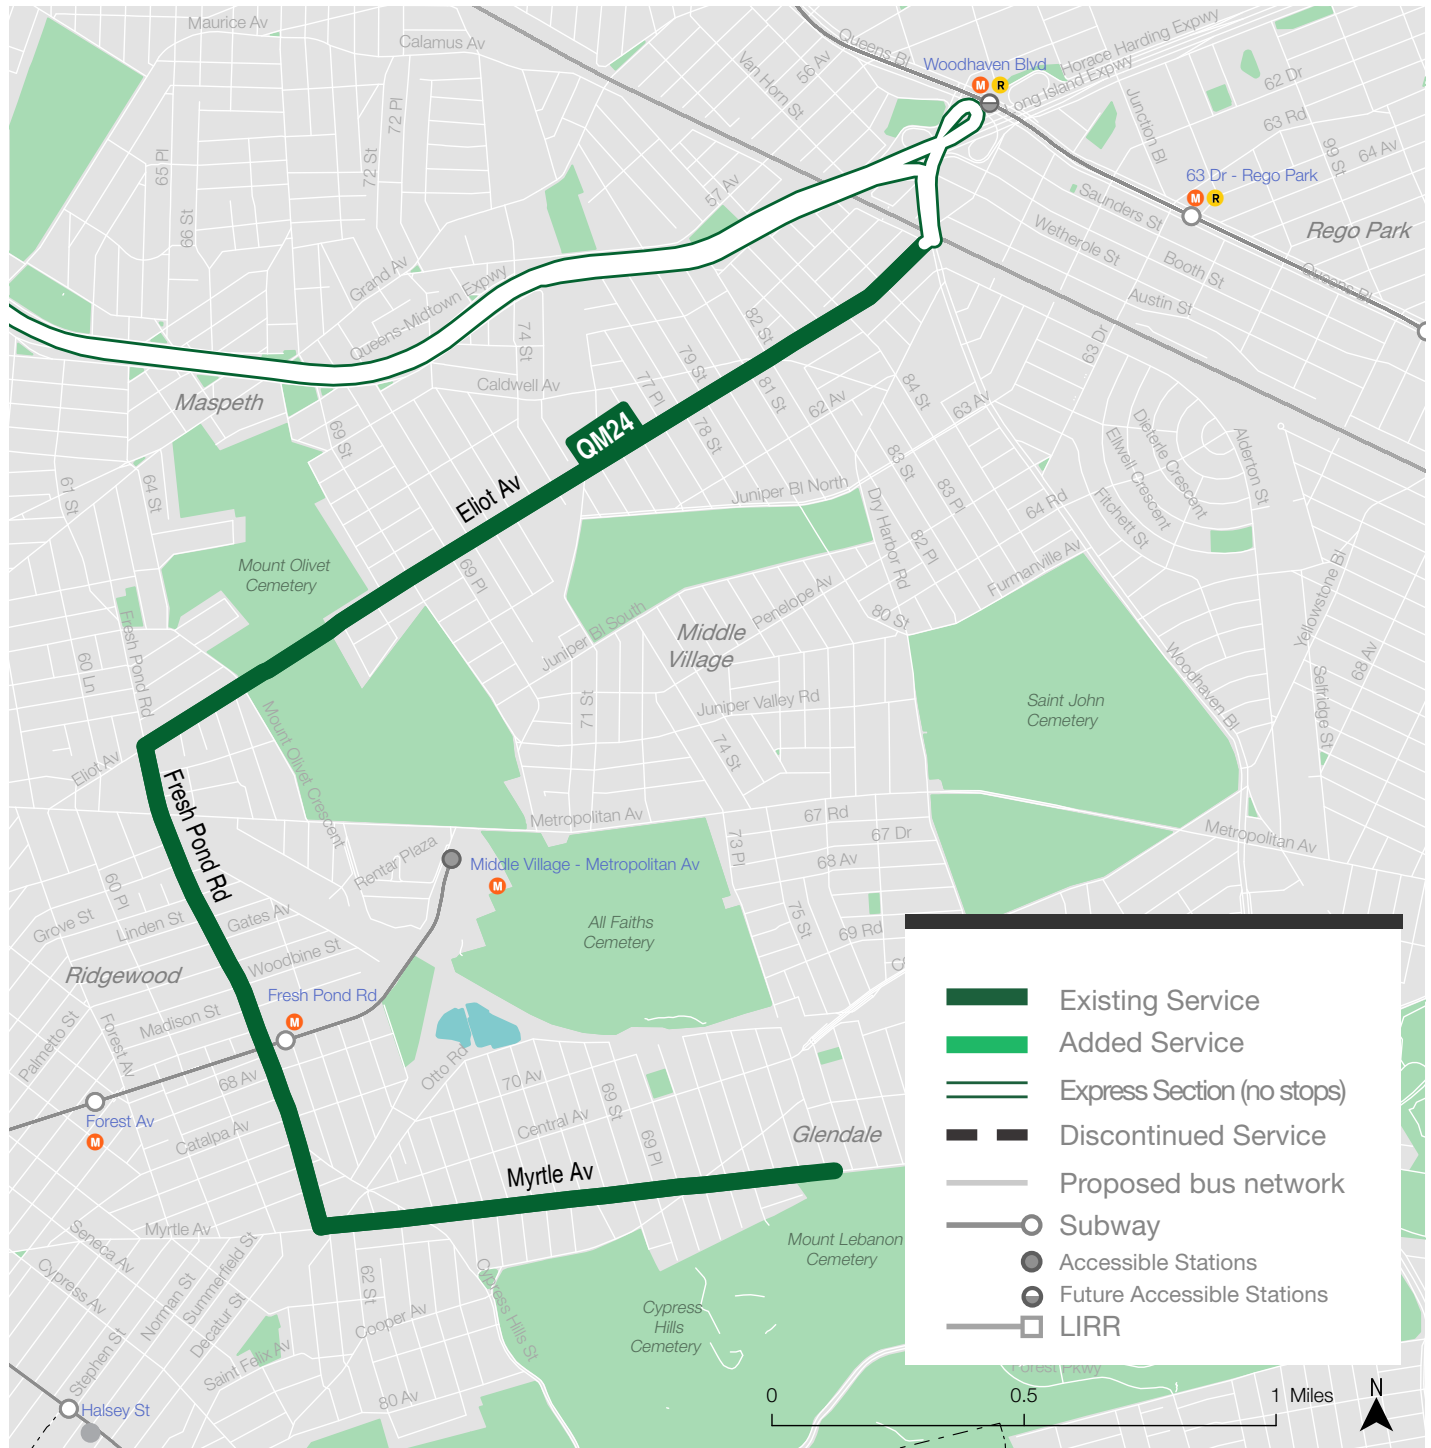 Maurice Av
Calamus Av
Queens Bl
Woodhaven Blvd
M R
Horace Harding Expwy
Long Island Expwy
Van Horn St
56 Av
62 Dr
63 Rd
Junction Bl
99 St
64 Av
72 Pl
65 Pl
72 St
66 St
57 Av
63 Dr - Rego Park
M R
Saunders St
Rego Park
Wetherole St
Booth St
Queens Bl
Austin St
Grand Av
Queens-Midtown Expwy
74 St
82 St
63 Dr
79 St
77 Pl
81 St
Caldwell Av
84 St
62 Av
63 Av
Maspeth
69 St
78 St
QM24
Eliot Av
Dieterle Crescent
Ellwell Crescent
Alderton St
83 St
61 St
64 St
Juniper Bl North
Dry Harbor Rd
83 Pl
64 Rd
Fitchett St
82 Pl
Mount Olivet
Cemetery
69 Pl
Furmanville Av
Penelope Av
80 St
Yellowstone Bl
Fresh Pond Rd
Juniper Bl South
Middle
Village
60 Ln
Woodhaven Bl
68 Av
Selfridge St
71 St
Juniper Valley Rd
Saint John
Cemetery
Mount Olivet Crescent
74 St
Eliot Av
Fresh Pond Rd
Metropolitan Av
67 Rd
67 Dr
Metropolitan Av
73 Pl
68 Av
Rentar Plaza
Middle Village - Metropolitan Av
M
60 Pl
Grove St
Linden St
Gates Av
All Faiths
Cemetery
75 St
69 Rd
Woodbine St
Ridgewood
Fresh Pond Rd
M
Palmetto St
Forest Av
Madison St
Otto Rd
68 Av
70 Av
69 St
Forest Av
M
Catalpa Av
Central Av
69 Pl
Glendale
Myrtle Av
Myrtle Av
Seneca Av
Mount Lebanon
Cemetery
Cypress Av
Norman St
Summerfield St
Decatur St
62 St
Cypress Hills St
Cooper Av
Cypress
Hills
Cemetery
Stephen St
Saint Felix Av
80 Av
Halsey St
Existing Service
Added Service
Express Section (no stops)
Discontinued Service
Proposed bus network
Subway
Accessible Stations
Future Accessible Stations
LIRR
Forest Pkwy
0 0.5 1 Miles
N